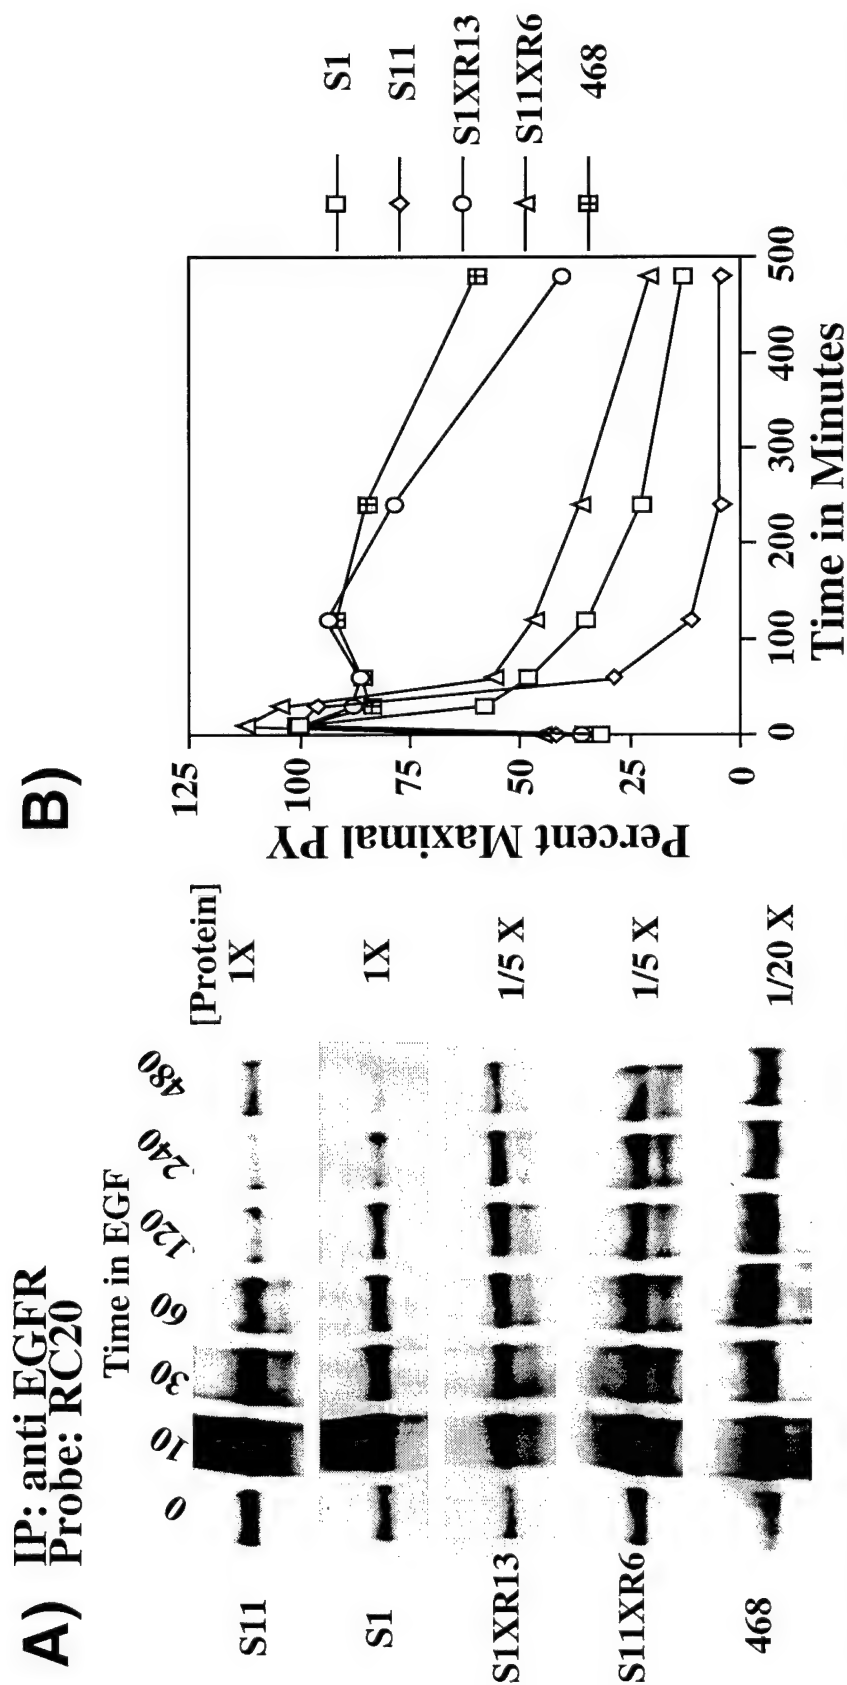 A) IP: anti EGFR
Probe: RC20
Time in EGF
0 10 30 60 120 240 480
[Protein]
S11 1X
S1 1X
S1XR13 1/5 X
S11XR6 1/5 X
468 1/20 X
B)
Percent Maximal PY
125
100
75
50
25
0
0 100 200 300 400 500
Time in Minutes
S1
S11
S1XR13
S11XR6
468